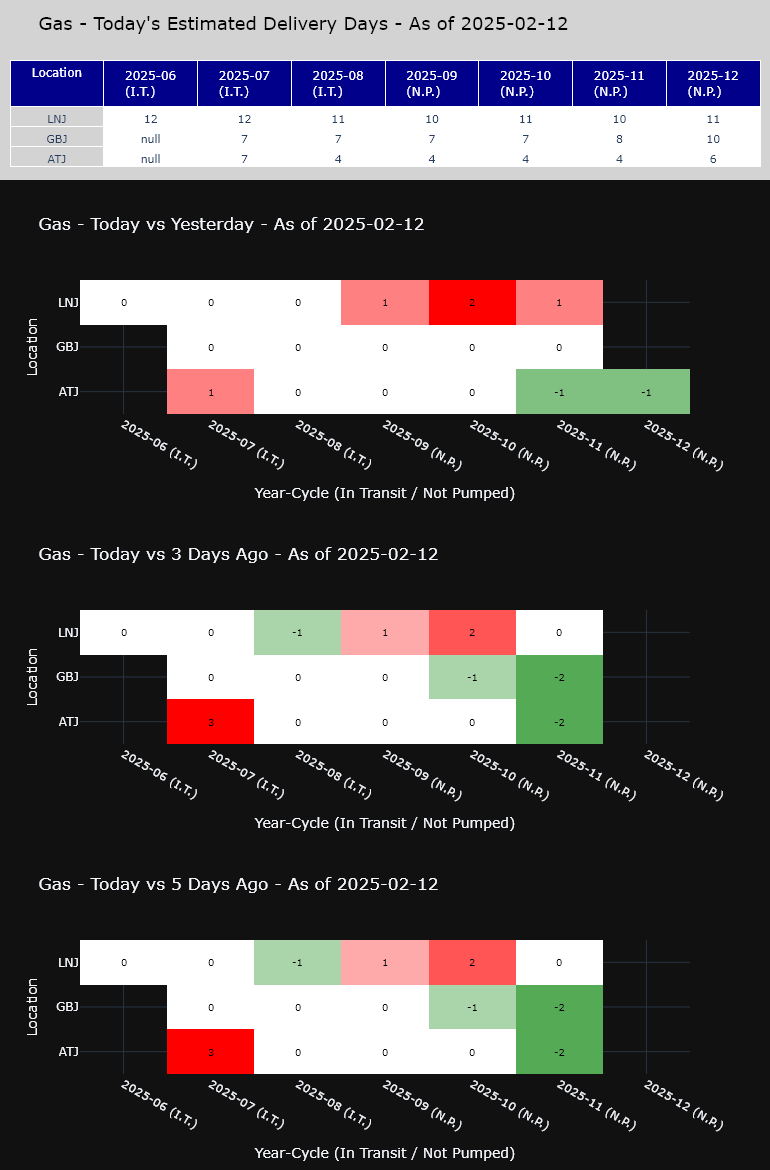 Gas - Today's Estimated Delivery Days - As of 2025-02-12
Location 2025-06 (I.T.) 2025-07 (I.T.) 2025-08 (I.T.) 2025-09 (N.P.) 2025-10 (N.P.) 2025-11 (N.P.) 2025-12 (N.P.)
LNJ 12 12 11 10 11 10 11
GBJ null 7 7 7 7 8 10
ATJ null 7 4 4 4 4 6
Gas - Today vs Yesterday - As of 2025-02-12
Location
LNJ 0 0 0 1 2 1
GBJ 0 0 0 0 0
ATJ 1 0 0 0 -1 -1
2025-06 (I.T.) 2025-07 (I.T.) 2025-08 (I.T.) 2025-09 (N.P.) 2025-10 (N.P.) 2025-11 (N.P.) 2025-12 (N.P.)
Year-Cycle (In Transit / Not Pumped)
Gas - Today vs 3 Days Ago - As of 2025-02-12
Location
LNJ 0 0 -1 1 2 0
GBJ 0 0 0 -1 -2
ATJ 3 0 0 0 -2
2025-06 (I.T.) 2025-07 (I.T.) 2025-08 (I.T.) 2025-09 (N.P.) 2025-10 (N.P.) 2025-11 (N.P.) 2025-12 (N.P.)
Year-Cycle (In Transit / Not Pumped)
Gas - Today vs 5 Days Ago - As of 2025-02-12
Location
LNJ 0 0 -1 1 2 0
GBJ 0 0 0 -1 -2
ATJ 3 0 0 0 -2
2025-06 (I.T.) 2025-07 (I.T.) 2025-08 (I.T.) 2025-09 (N.P.) 2025-10 (N.P.) 2025-11 (N.P.) 2025-12 (N.P.)
Year-Cycle (In Transit / Not Pumped)